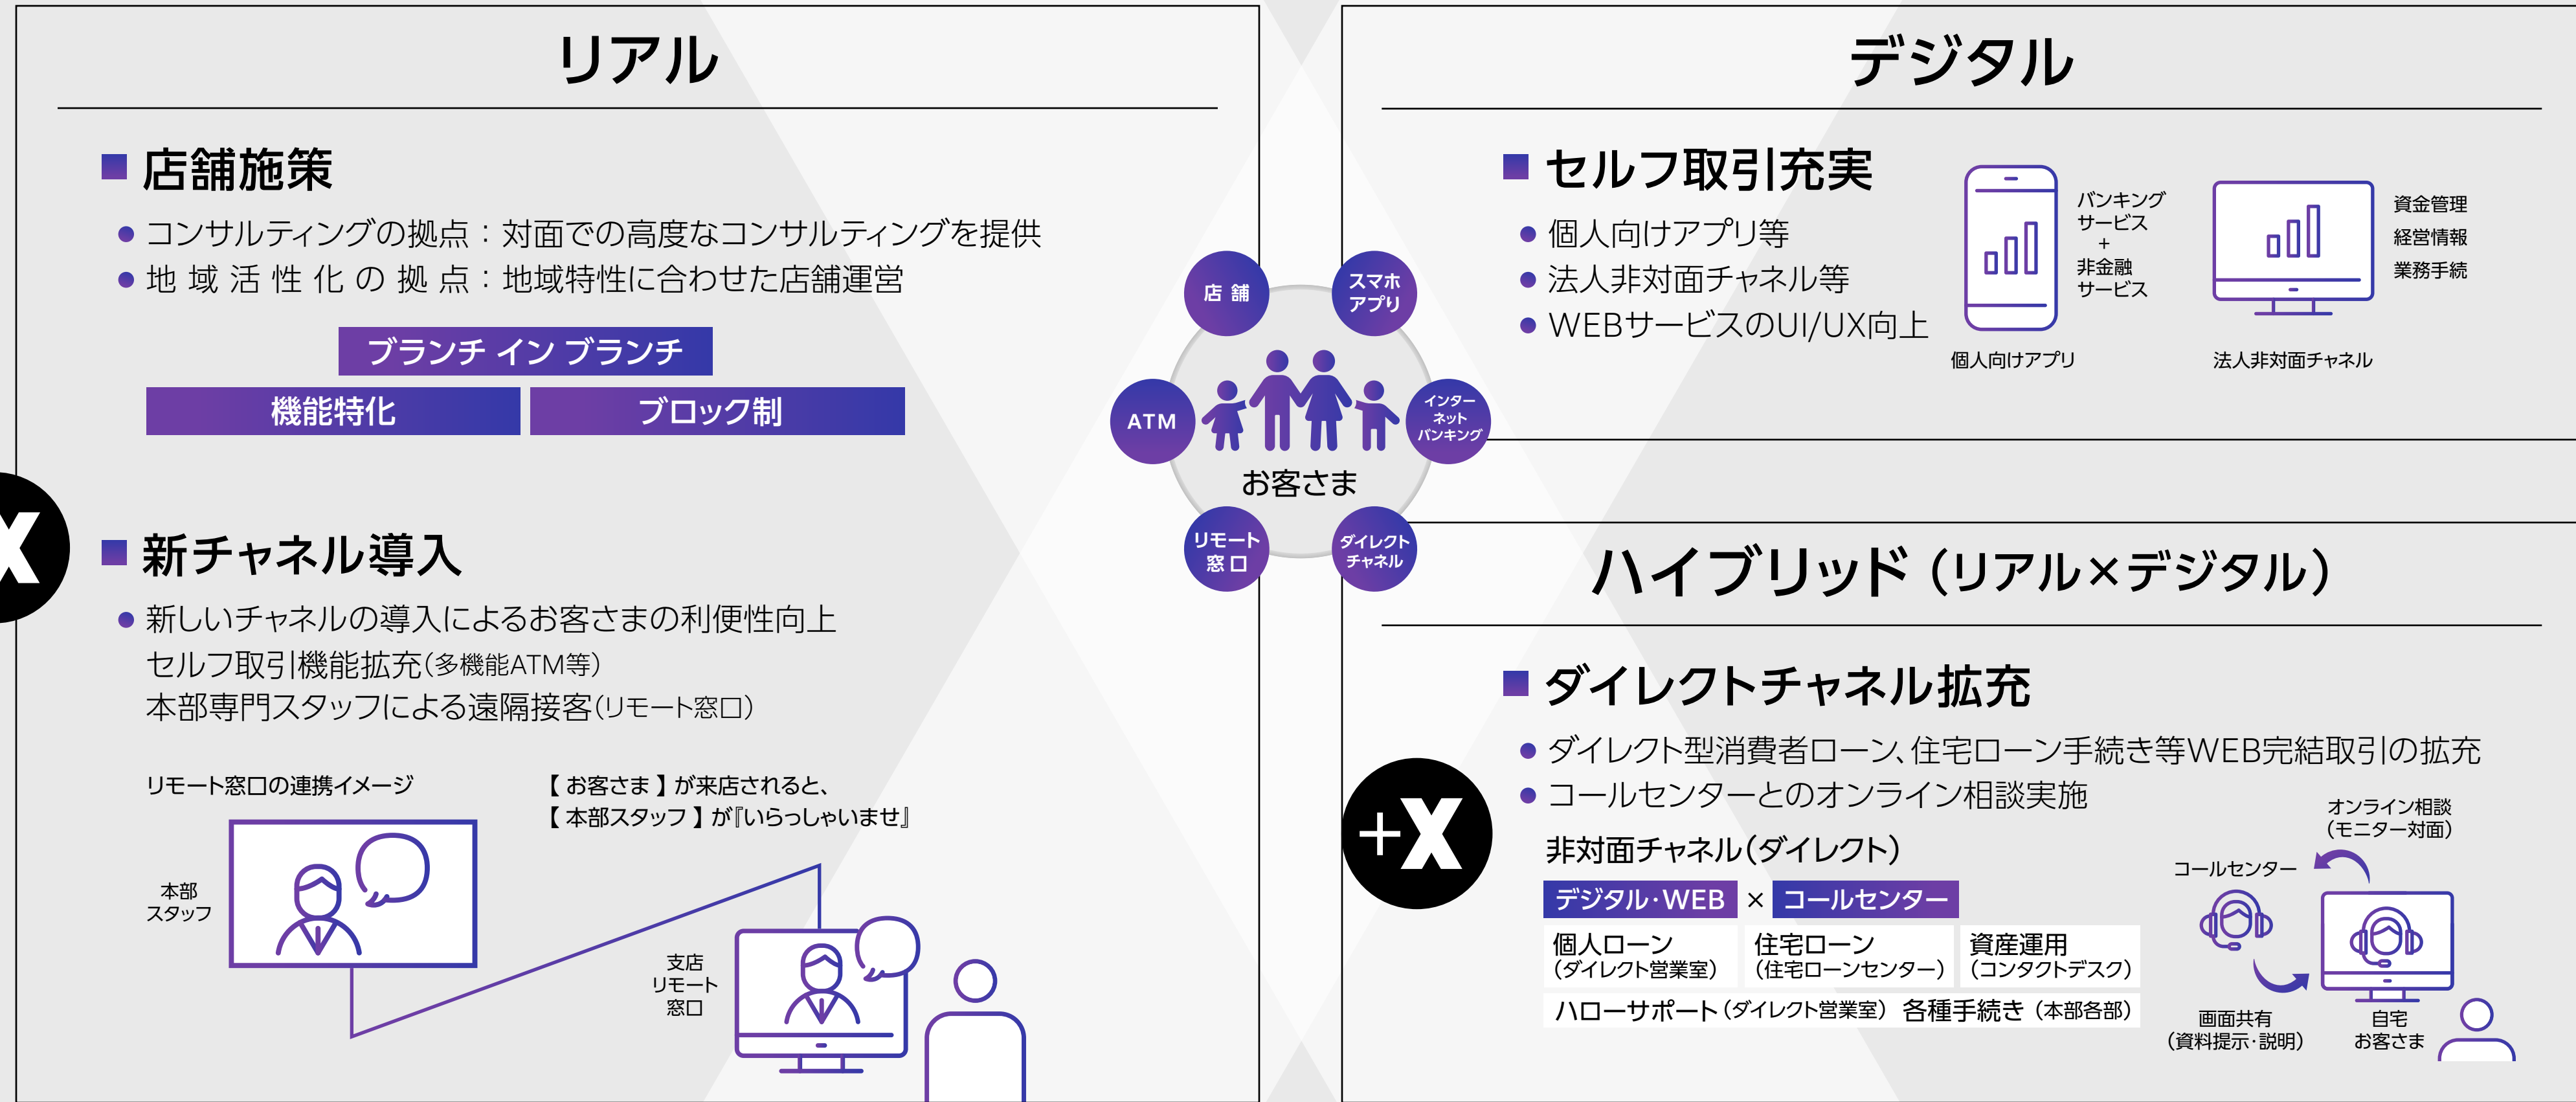 リアル
店舗施策
コンサルティングの拠点：対面での高度なコンサルティングを提供
地域活性化の拠点：地域特性に合わせた店舗運営
ブランチ イン ブランチ
機能特化
ブロック制
X
新チャネル導入
新しいチャネルの導入によるお客さまの利便性向上
セルフ取引機能拡充（多機能ATM等）
本部専門スタッフによる遠隔接客（リモート窓口）
リモート窓口の連携イメージ
【 お客さま 】が来店されると、
【 本部スタッフ 】が『いらっしゃいませ』
本部
スタッフ
支店
リモート
窓口
店 舗
スマホ
アプリ
ATM
インター
ネット
バンキング
お客さま
リモート
窓 口
ダイレクト
チャネル
デジタル
セルフ取引充実
個人向けアプリ等
法人非対面チャネル等
WEBサービスのUI/UX向上
バンキング
サービス
+
非金融
サービス
個人向けアプリ
資金管理
経営情報
業務手続
法人非対面チャネル
ハイブリッド（リアル×デジタル）
ダイレクトチャネル拡充
ダイレクト型消費者ローン、住宅ローン手続き等WEB完結取引の拡充
コールセンターとのオンライン相談実施
+X
非対面チャネル（ダイレクト）
デジタル・WEB × コールセンター
個人ローン
（ダイレクト営業室）
住宅ローン
（住宅ローンセンター）
資産運用
（コンタクトデスク）
ハローサポート（ダイレクト営業室） 各種手続き（本部各部）
オンライン相談
（モニター対面）
コールセンター
画面共有
（資料提示・説明）
自宅
お客さま